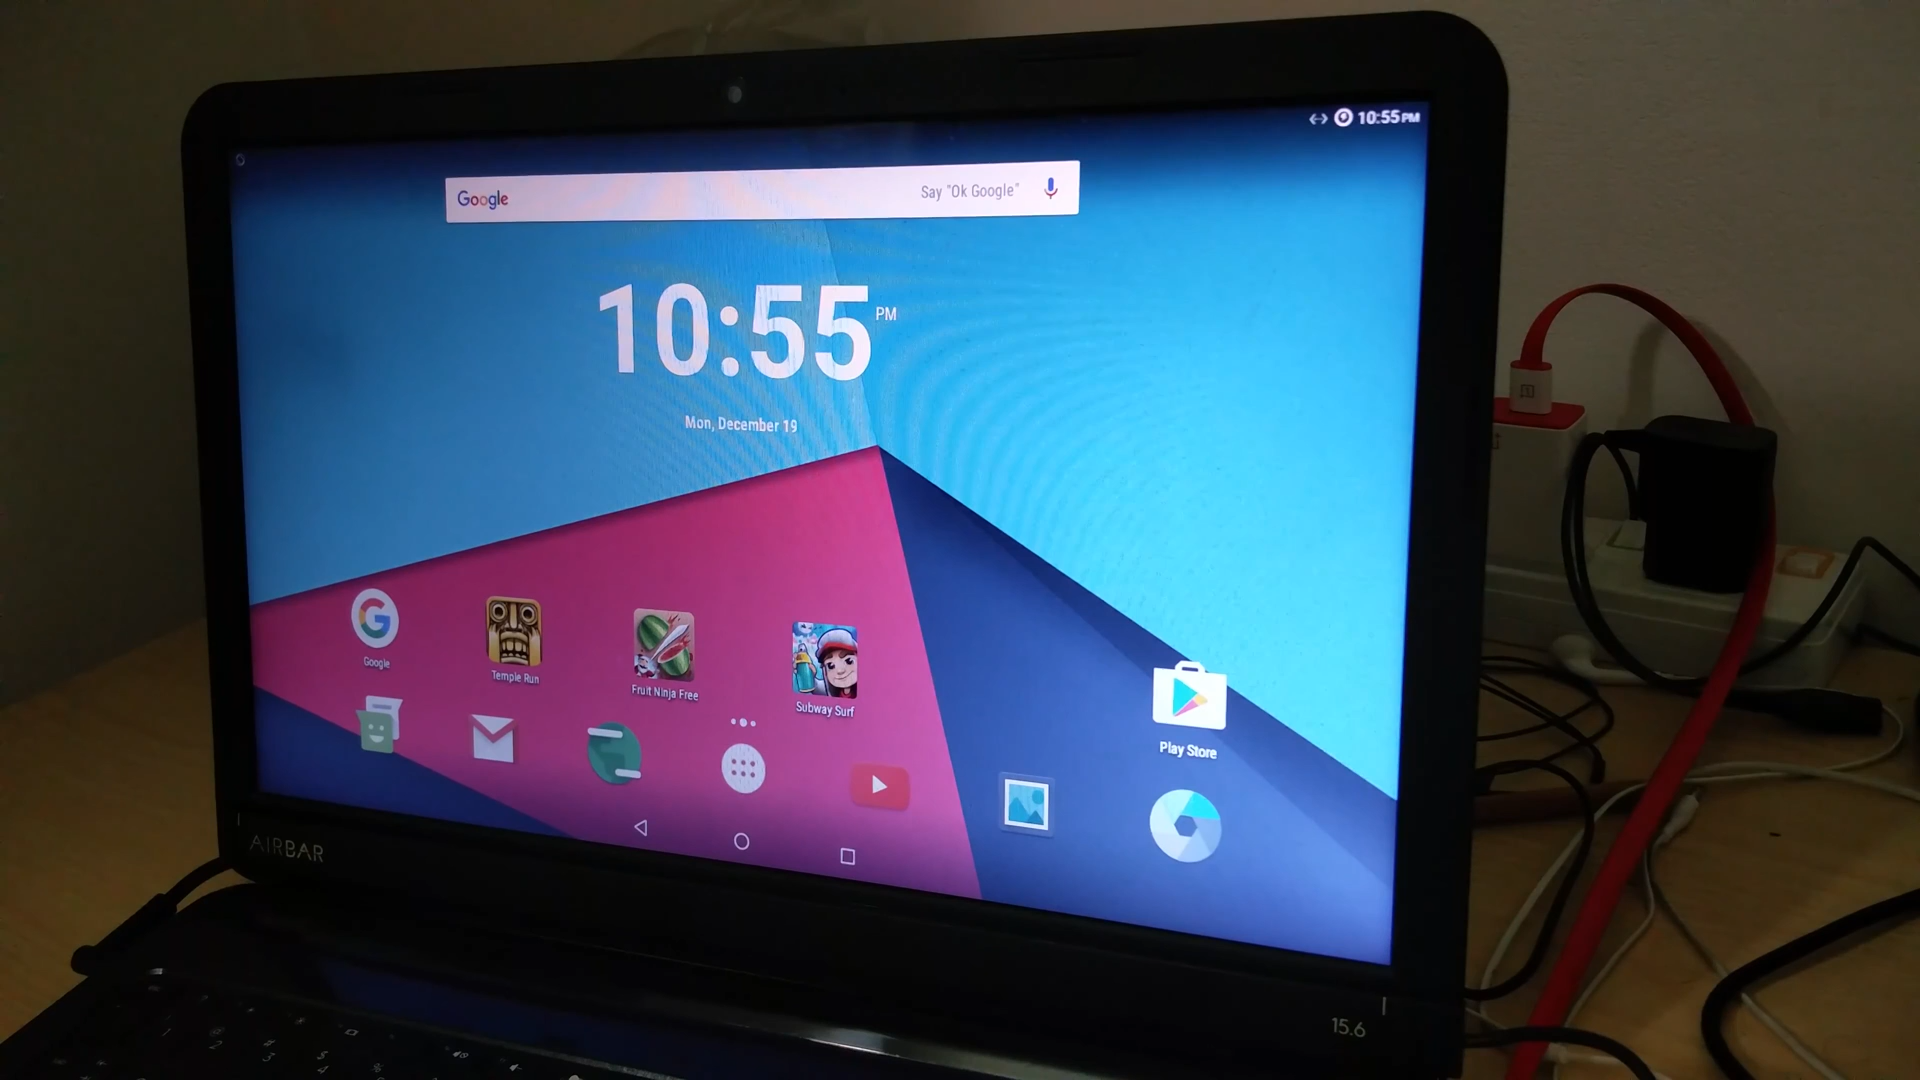 10:55 PM
Google Say "Ok Google"
10:55 PM
Mon, December 19
Google
Temple Run
Fruit Ninja Free
Subway Surf
Play Store
AIRBAR
15.6